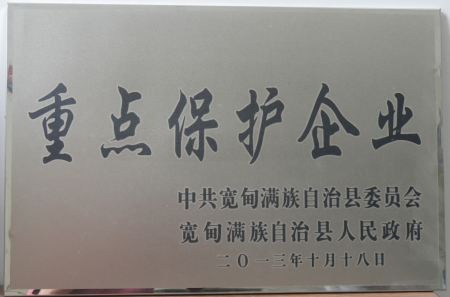 重点保护企业
中共宽甸满族自治县委员会
宽甸满族自治县人民政府
二〇一三年十月十八日